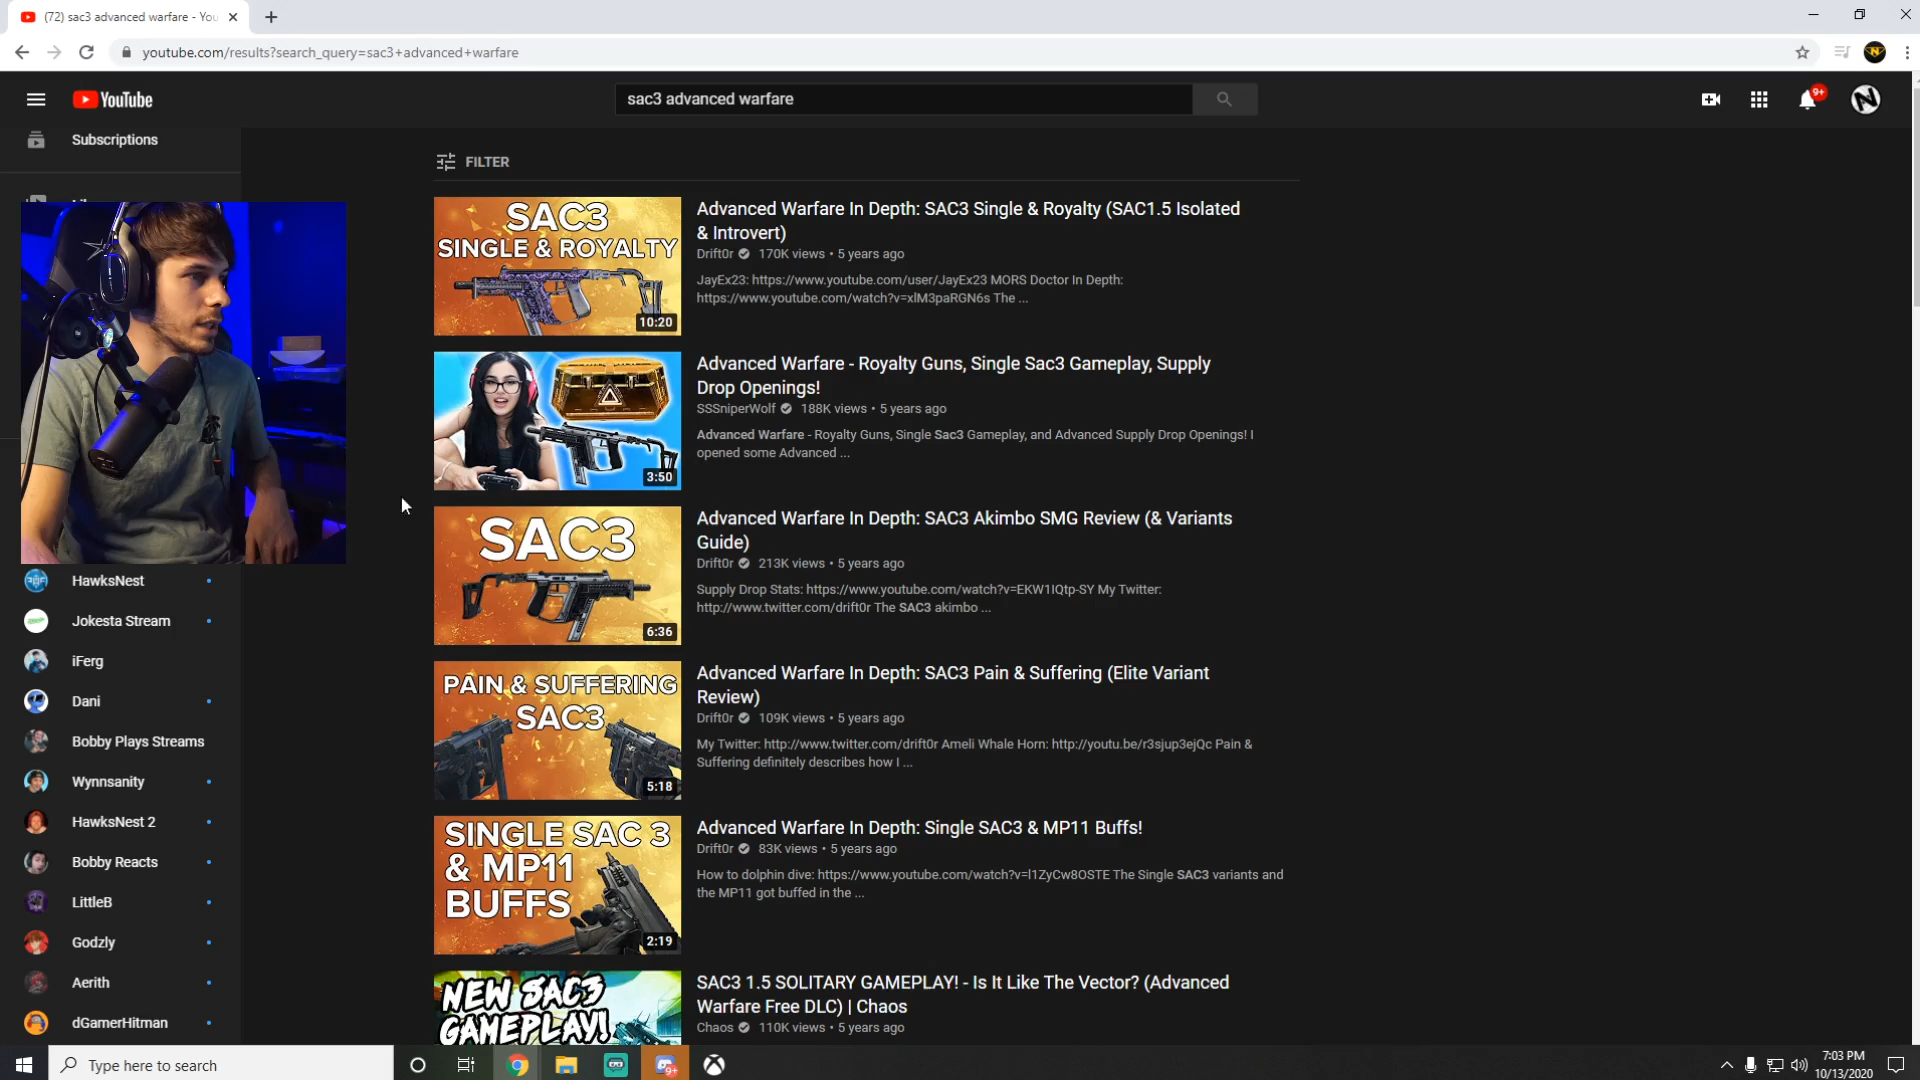 (72) sac3 advanced warfare - You
youtube.com/results?search_query=sac3+advanced+warfare
YouTube
sac3 advanced warfare
9+
Subscriptions
FILTER
SAC3
SINGLE & ROYALTY
10:20
Advanced Warfare In Depth: SAC3 Single & Royalty (SAC1.5 Isolated
& Introvert)
Drift0r 170K views • 5 years ago
JayEx23: https://www.youtube.com/user/JayEx23 MORS Doctor In Depth:
https://www.youtube.com/watch?v=xlM3paRGN6s The ...
3:50
Advanced Warfare - Royalty Guns, Single Sac3 Gameplay, Supply
Drop Openings!
SSSniperWolf 188K views • 5 years ago
Advanced Warfare - Royalty Guns, Single Sac3 Gameplay, and Advanced Supply Drop Openings! I
opened some Advanced ...
SAC3
6:36
Advanced Warfare In Depth: SAC3 Akimbo SMG Review (& Variants
Guide)
Drift0r 213K views • 5 years ago
Supply Drop Stats: https://www.youtube.com/watch?v=EKW1IQtp-SY My Twitter:
http://www.twitter.com/drift0r The SAC3 akimbo ...
PAIN & SUFFERING
SAC3
5:18
Advanced Warfare In Depth: SAC3 Pain & Suffering (Elite Variant
Review)
Drift0r 109K views • 5 years ago
My Twitter: http://www.twitter.com/drift0r Ameli Whale Horn: http://youtu.be/r3sjup3ejQc Pain &
Suffering definitely describes how I ...
SINGLE SAC 3
& MP11
BUFFS
2:19
Advanced Warfare In Depth: Single SAC3 & MP11 Buffs!
Drift0r 83K views • 5 years ago
How to dolphin dive: https://www.youtube.com/watch?v=l1ZyCw8OSTE The Single SAC3 variants and
the MP11 got buffed in the ...
NEW SAC3
GAMEPLAY!
SAC3 1.5 SOLITARY GAMEPLAY! - Is It Like The Vector? (Advanced
Warfare Free DLC) | Chaos
Chaos 110K views • 5 years ago
HawksNest
Jokesta Stream
iFerg
Dani
Bobby Plays Streams
Wynnsanity
HawksNest 2
Bobby Reacts
LittleB
Godzly
Aerith
dGamerHitman
Type here to search
9+
7:03 PM
10/13/2020